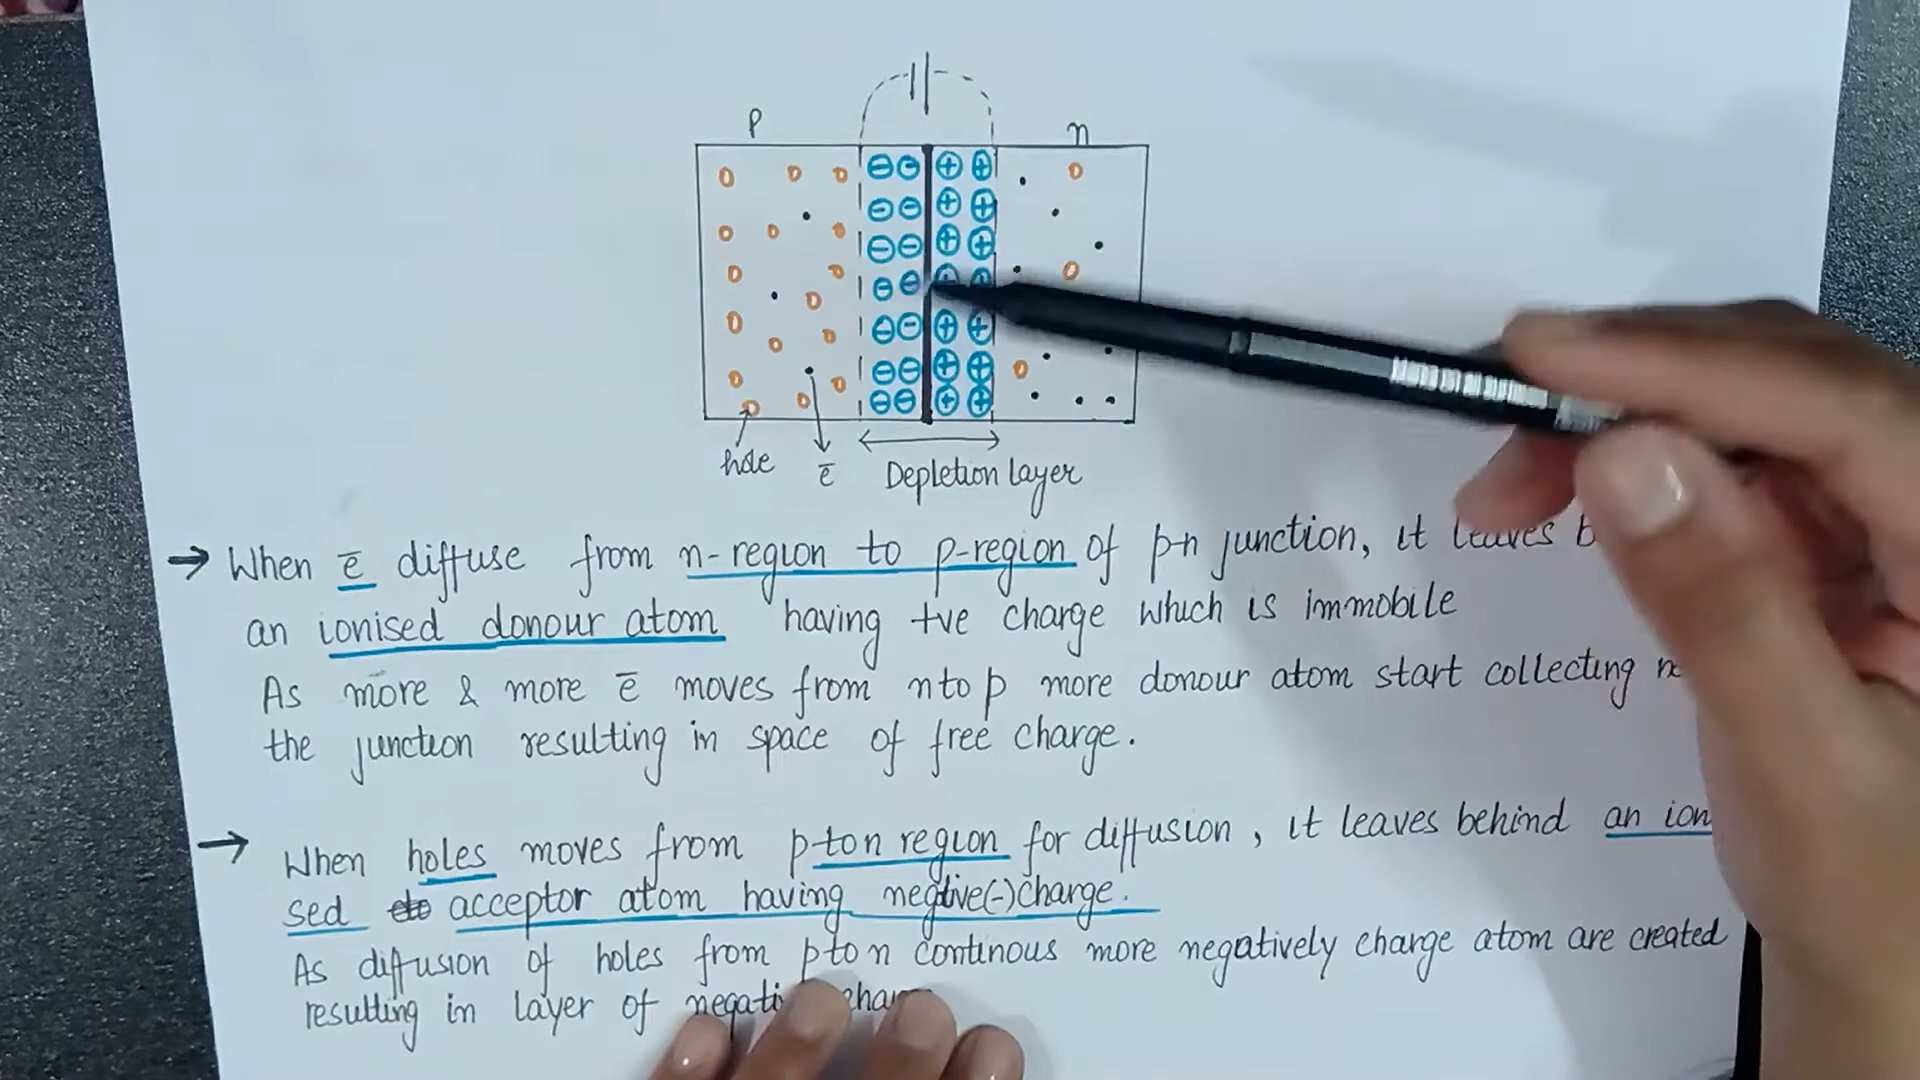 p n
hole ē Depletion layer
→ When ē diffuse from n-region to p-region of p-n junction, it leaves
an ionised donour atom having +ve charge which is immobile
As more & more ē moves from n to p more donour atom start collecting
the junction resulting in space of free charge.
→ When holes moves from p to n region for diffusion, it leaves behind an ion
sed acceptor atom having negtive(-)charge.
As diffusion of holes from p to n continous more negatively charge atom are created
resulting in layer of